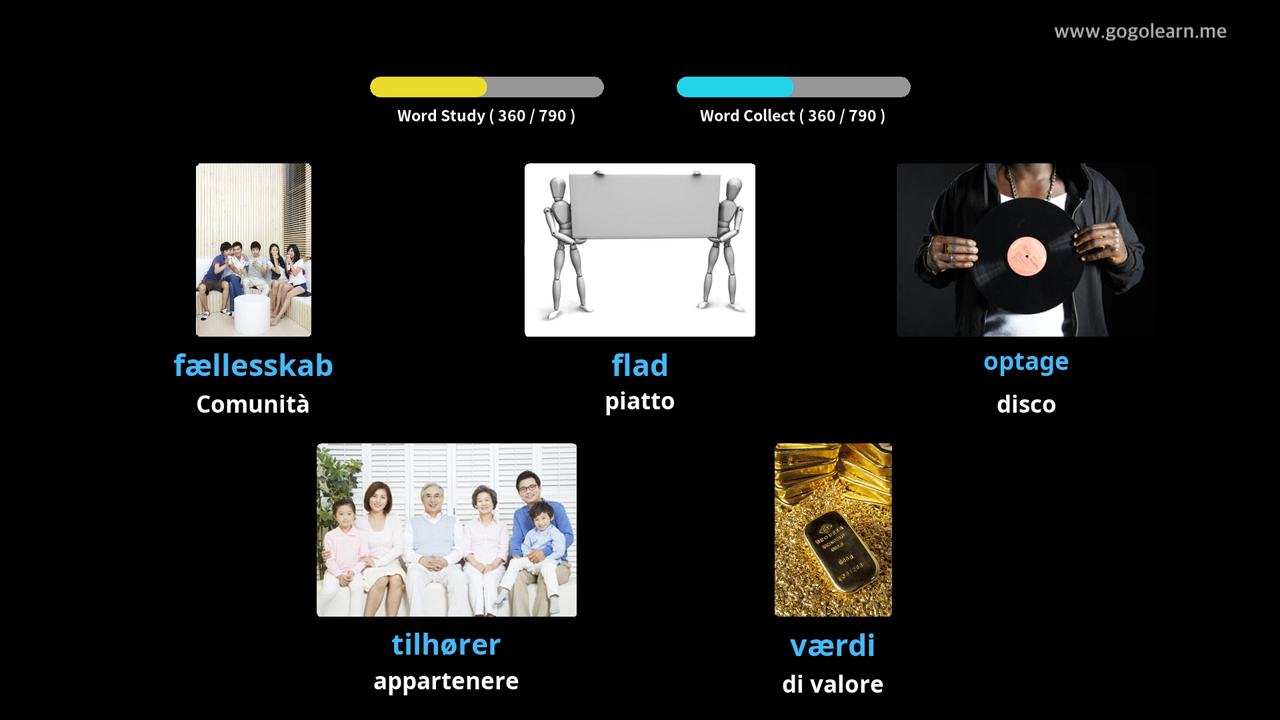 www.gogolearn.me
Word Study ( 360 / 790 )
Word Collect ( 360 / 790 )
fællesskab
Comunità
flad
piatto
optage
disco
tilhører
appartenere
værdi
di valore